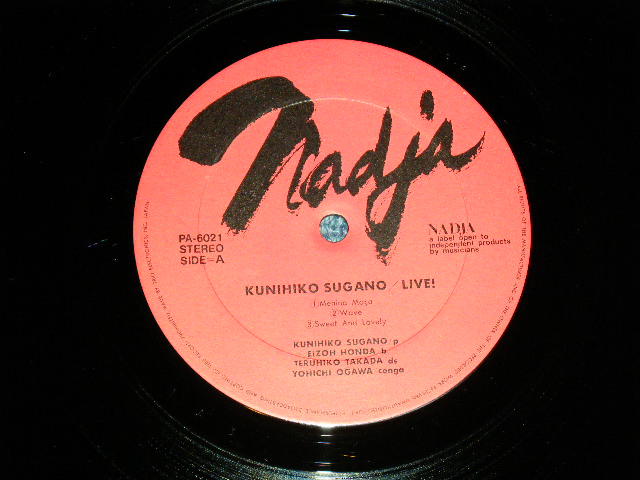 Nadja
PA-6021
STEREO
SIDE-A
NADJA
a label open to
independent products
by musicians
KUNIHIKO SUGANO / LIVE!
1.Menina Moça
2.Wave
3.Sweet And Lovely
KUNIHIKO SUGANO p
EIZOH HONDA b
TERUHIKO TAKADA ds
YOHICHI OGAWA conga